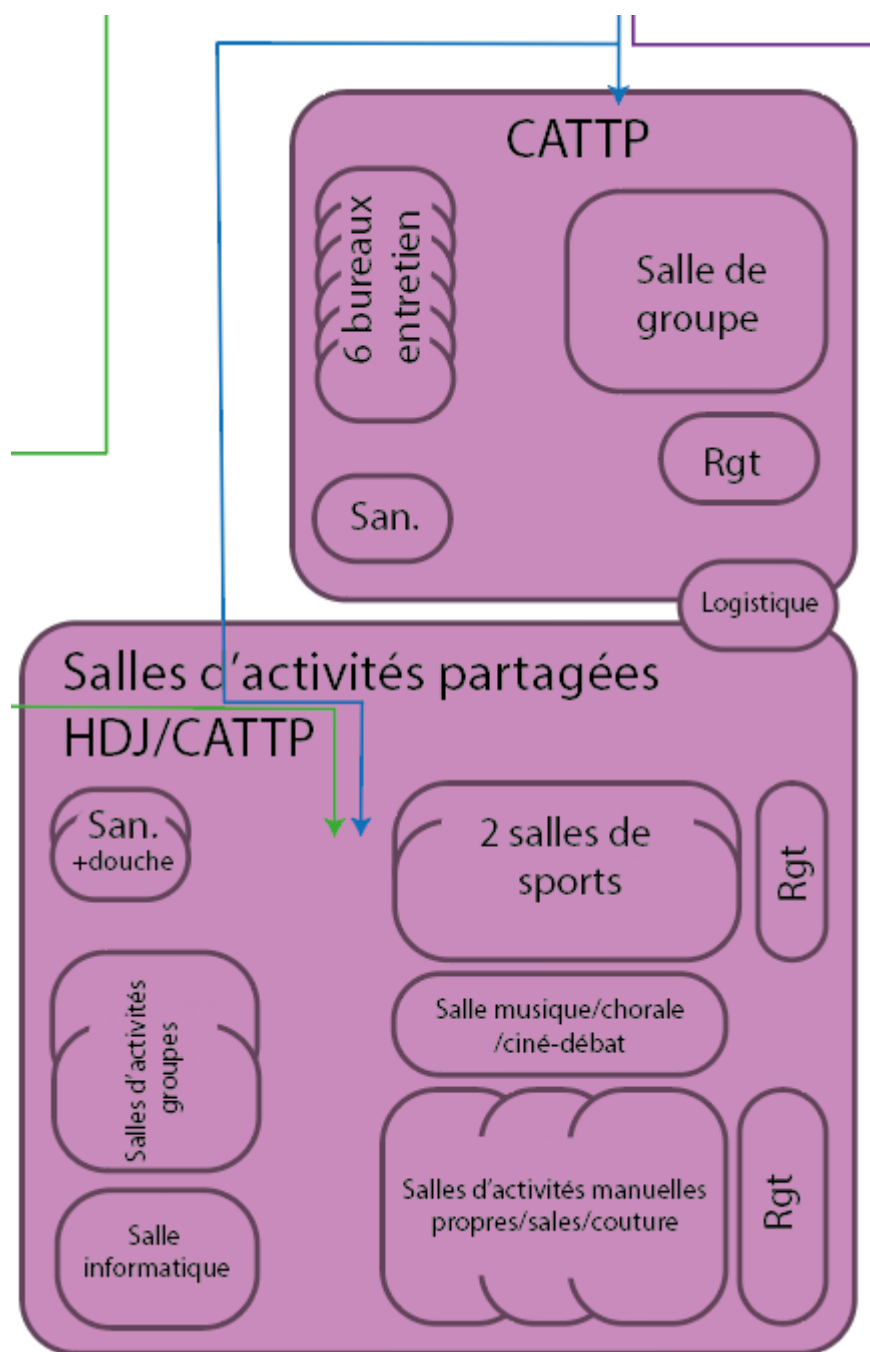 CATTP
6 bureaux
entretien
Salle de
groupe
Rgt
San.
Logistique
Salles d'activités partagées
HDJ/CATTP
San.
+douche
2 salles de
sports
Rgt
Salles d'activités
groupes
Salle musique/chorale
/ciné-débat
Salles d'activités manuelles
propres/sales/couture
Rgt
Salle
informatique